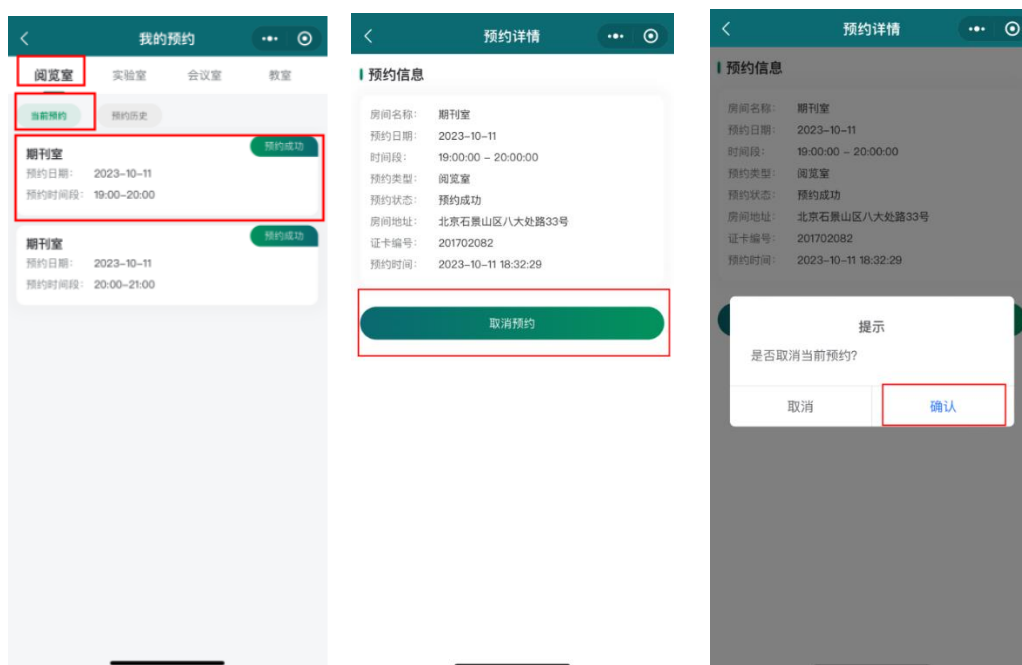 我的预约
阅览室 实验室 会议室 教室
当前预约 预约历史
期刊室 预约成功
预约日期： 2023-10-11
预约时间段： 19:00-20:00
期刊室 预约成功
预约日期： 2023-10-11
预约时间段： 20:00-21:00
预约详情
预约信息
房间名称： 期刊室
预约日期： 2023-10-11
时间段： 19:00:00 - 20:00:00
预约类型： 阅览室
预约状态： 预约成功
房间地址： 北京石景山区八大处路33号
证卡编号： 201702082
预约时间： 2023-10-11 18:32:29
取消预约
预约详情
预约信息
房间名称： 期刊室
预约日期： 2023-10-11
时间段： 19:00:00 - 20:00:00
预约类型： 阅览室
预约状态： 预约成功
房间地址： 北京石景山区八大处路33号
证卡编号： 201702082
预约时间： 2023-10-11 18:32:29
提示
是否取消当前预约?
取消 确认